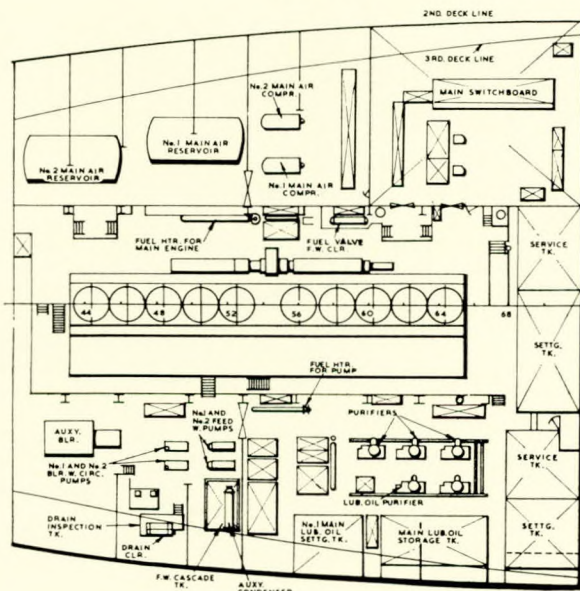 2ND. DECK LINE
3RD. DECK LINE
MAIN SWITCHBOARD
No.2 MAIN AIR
COMPR.
No.1 MAIN AIR
RESERVOIR
No.2 MAIN AIR
RESERVOIR
No.1 MAIN AIR
COMPR.
FUEL HTR. FOR
MAIN ENGINE
FUEL VALVE
F.W. CLR.
SERVICE
TK.
44
48
52
56
60
64
68
SETTG.
TK.
FUEL HTR.
FOR PUMP
No.1 AND
No.2 FEED
W. PUMPS
PURIFIERS
AUXY.
BLR.
No.1 AND No.2
BLR.W. CIRC.
PUMPS
SERVICE
TK.
LUB. OIL PURIFIER
DRAIN
INSPECTION
TK.
DRAIN
CLR.
No.1 MAIN
LUB. OIL
SETTG. TK.
MAIN LUB. OIL
STORAGE TK.
SETTG.
TK.
F.W. CASCADE
TK.
AUXY.
CONDENSER